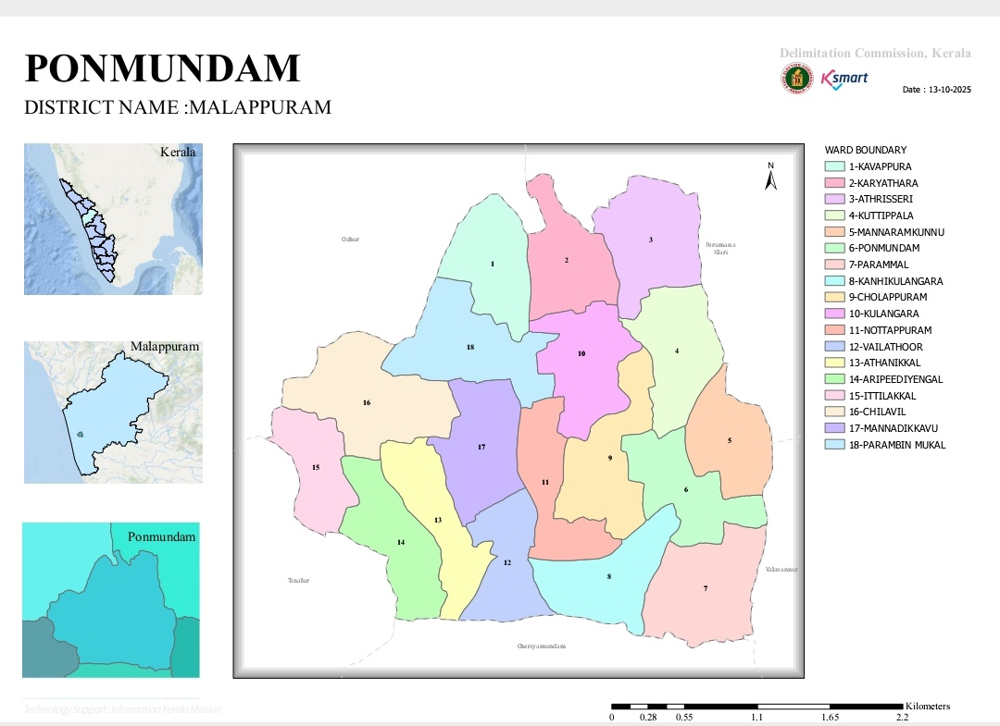 PONMUNDAM
DISTRICT NAME :MALAPPURAM
Delimitation Commission, Kerala
Ksmart
Date : 13-10-2025
Kerala
Malappuram
Ponmundam
N
Ozhur
Perumana
Klari
Tanalur
Valavannur
Cheriyamundam
1
2
3
4
5
6
7
8
9
10
11
12
13
14
15
16
17
18
WARD BOUNDARY
1-KAVAPPURA
2-KARYATHARA
3-ATHRISSERI
4-KUTTIPPALA
5-MANNARAMKUNNU
6-PONMUNDAM
7-PARAMMAL
8-KANHIKULANGARA
9-CHOLAPPURAM
10-KULANGARA
11-NOTTAPPURAM
12-VAILATHOOR
13-ATHANIKKAL
14-ARIPEEDIYENGAL
15-ITTILAKKAL
16-CHILAVIL
17-MANNADIKKAVU
18-PARAMBIN MUKAL
Technology Support : Information Kerala Mission
Kilometers
0 0.28 0.55 1.1 1.65 2.2